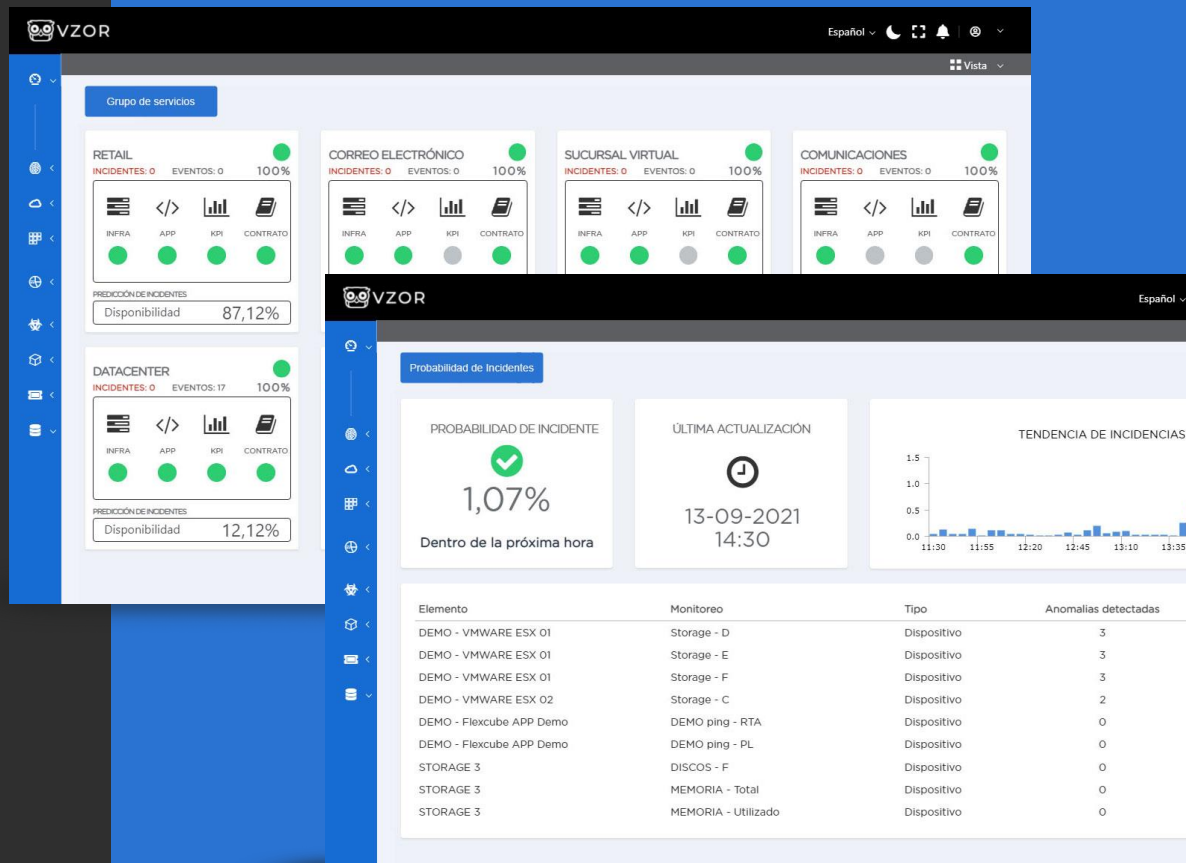 VZOR
Español
Vista
Grupo de servicios
RETAIL
INCIDENTES: 0 EVENTOS: 0 100%
INFRA APP KPI CONTRATO
PREDICCIÓN DE INCIDENTES
Disponibilidad 87,12%
CORREO ELECTRÓNICO
INCIDENTES: 0 EVENTOS: 0 100%
INFRA APP KPI CONTRATO
SUCURSAL VIRTUAL
INCIDENTES: 0 EVENTOS: 0 100%
INFRA APP KPI CONTRATO
COMUNICACIONES
INCIDENTES: 0 EVENTOS: 0 100%
INFRA APP KPI CONTRATO
DATACENTER
INCIDENTES: 0 EVENTOS: 17 100%
INFRA APP KPI CONTRATO
PREDICCIÓN DE INCIDENTES
Disponibilidad 12,12%
VZOR
Español
Probabilidad de Incidentes
PROBABILIDAD DE INCIDENTE
1,07%
Dentro de la próxima hora
ÚLTIMA ACTUALIZACIÓN
13-09-2021
14:30
TENDENCIA DE INCIDENCIAS
1.5
1.0
0.5
0.0
11:30 11:55 12:20 12:45 13:10 13:35
Elemento Monitoreo Tipo Anomalias detectadas
DEMO - VMWARE ESX 01 Storage - D Dispositivo 3
DEMO - VMWARE ESX 01 Storage - E Dispositivo 3
DEMO - VMWARE ESX 01 Storage - F Dispositivo 3
DEMO - VMWARE ESX 02 Storage - C Dispositivo 2
DEMO - Flexcube APP Demo DEMO ping - RTA Dispositivo 0
DEMO - Flexcube APP Demo DEMO ping - PL Dispositivo 0
STORAGE 3 DISCOS - F Dispositivo 0
STORAGE 3 MEMORIA - Total Dispositivo 0
STORAGE 3 MEMORIA - Utilizado Dispositivo 0